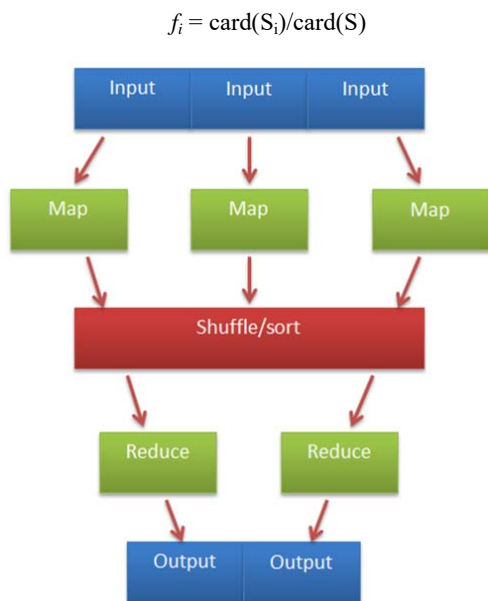 fᵢ = card(Sᵢ)/card(S)
Input Input Input
Map Map Map
Shuffle/sort
Reduce Reduce
Output Output